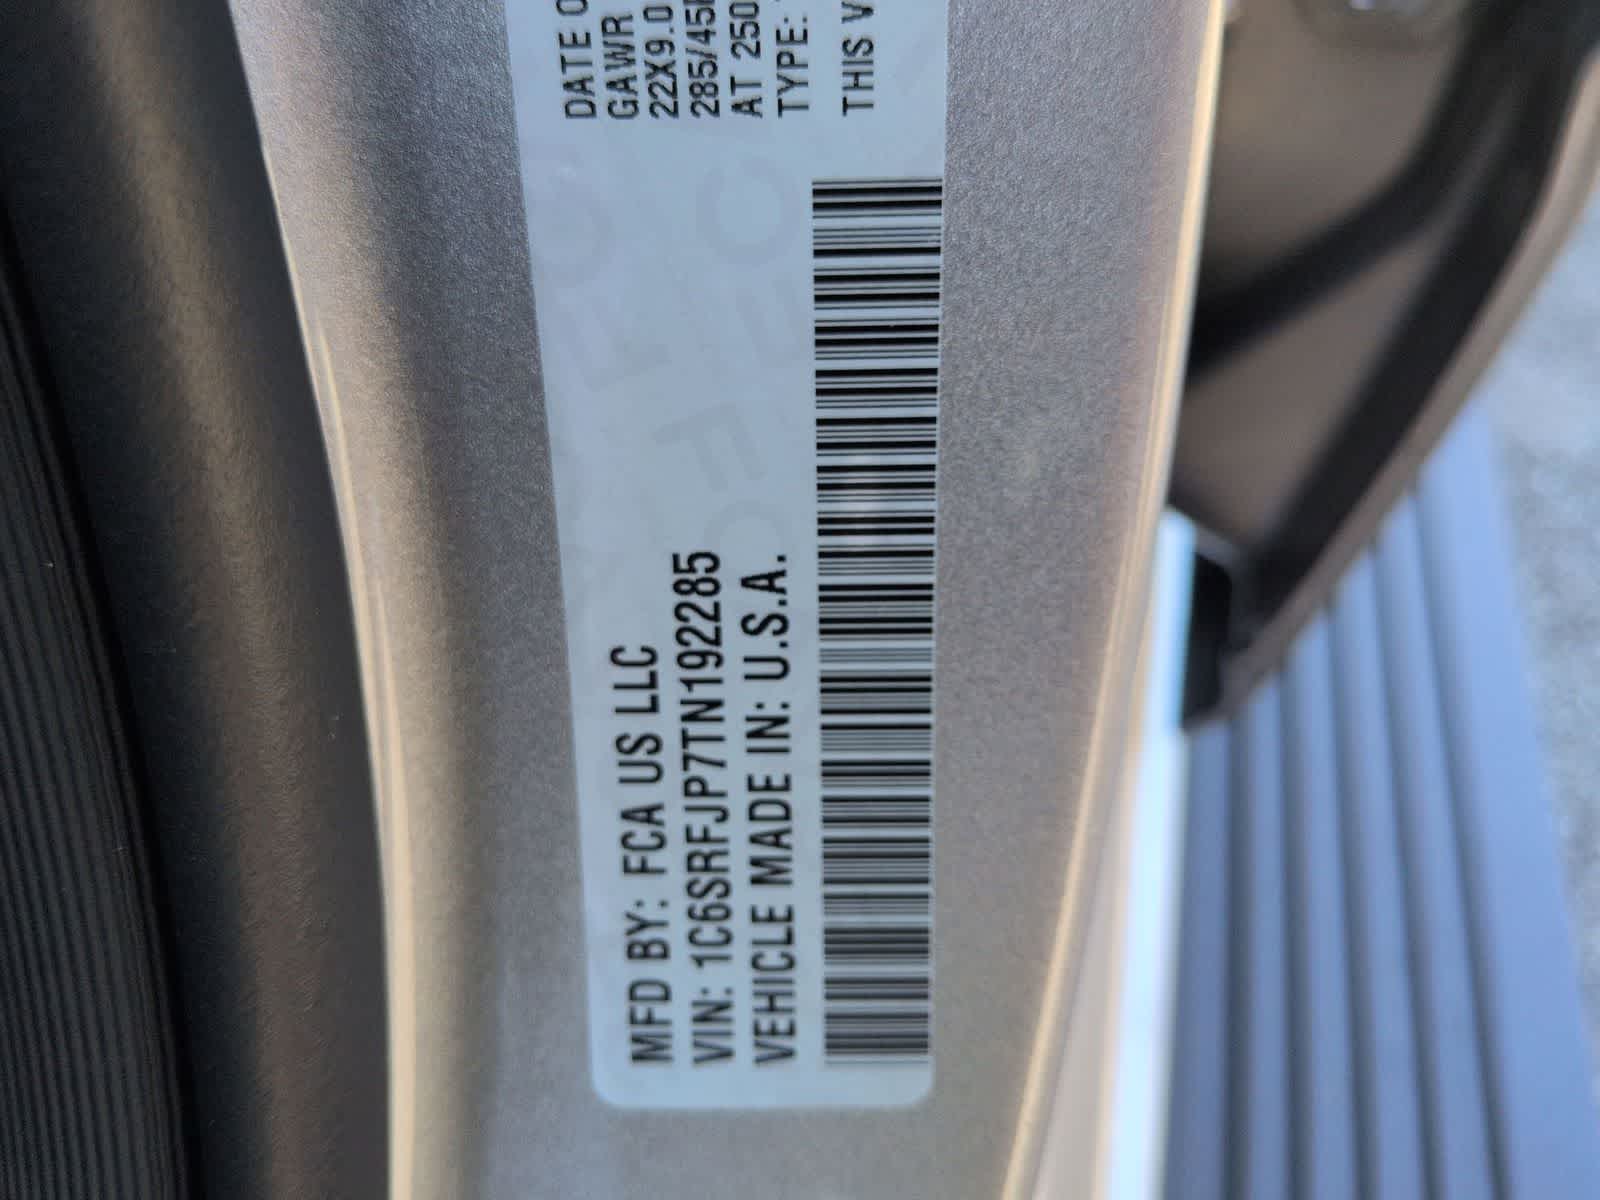 MFD BY: FCA US LLC
VIN: 1C6SRFJP7TN192285
VEHICLE MADE IN: U.S.A.
DATE O
GAWR
22X9.0
285/45
AT 250
TYPE:
THIS V